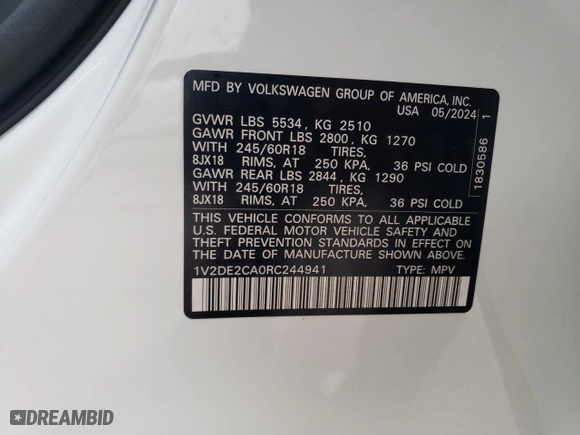 MFD BY VOLKSWAGEN GROUP OF AMERICA, INC.
USA 05/2024
GVWR LBS 5534, KG 2510
GAWR FRONT LBS 2800, KG 1270
WITH 245/60R18 TIRES,
8JX18 RIMS, AT 250 KPA, 36 PSI COLD
GAWR REAR LBS 2844, KG 1290
WITH 245/60R18 TIRES,
8JX18 RIMS, AT 250 KPA, 36 PSI COLD
THIS VEHICLE CONFORMS TO ALL APPLICABLE
U.S. FEDERAL MOTOR VEHICLE SAFETY AND
THEFT PREVENTION STANDARDS IN EFFECT ON
THE DATE OF MANUFACTURE SHOWN ABOVE.
1V2DE2CA0RC244941 TYPE: MPV
1830586 1
DREAMBID